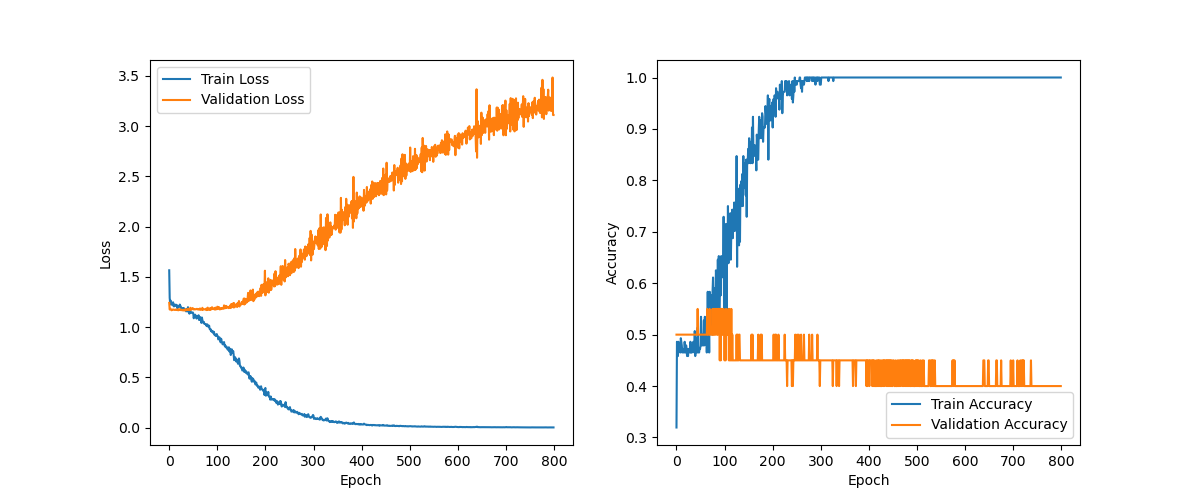 Train Loss
Validation Loss
3.5
3.0
2.5
2.0
1.5
1.0
0.5
0.0
Loss
0 100 200 300 400 500 600 700 800
Epoch
1.0
0.9
0.8
0.7
0.6
0.5
0.4
0.3
Accuracy
Train Accuracy
Validation Accuracy
0 100 200 300 400 500 600 700 800
Epoch